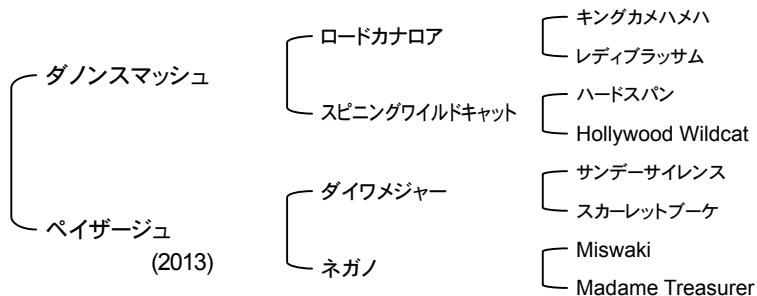 ダノンスマッシュ
ペイザージュ
(2013)
ロードカナロア
スピニングワイルドキャット
ダイワメジャー
ネガノ
キングカメハメハ
レディブラッサム
ハードスパン
Hollywood Wildcat
サンデーサイレンス
スカーレットブーケ
Miswaki
Madame Treasurer